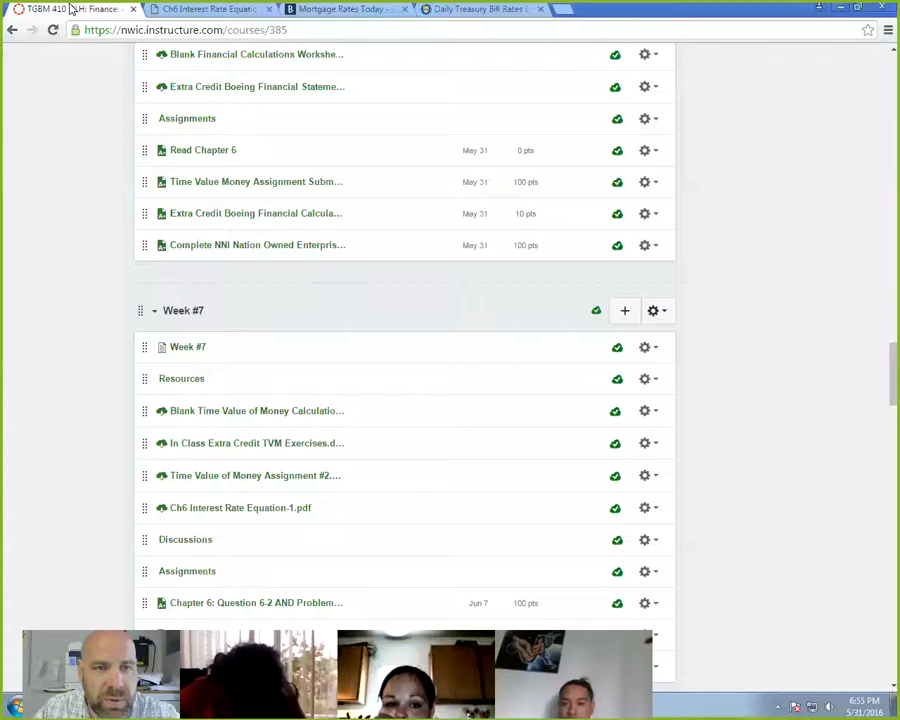 TGBM 410 AH: Finance:
Ch6 Interest Rate Equatio
Mortgage Rates Today -
Daily Treasury Bill Rates D
https://nwic.instructure.com/courses/385
Blank Financial Calculations Workshe...
Extra Credit Boeing Financial Stateme...
Assignments
Read Chapter 6 May 31 0 pts
Time Value Money Assignment Subm... May 31 100 pts
Extra Credit Boeing Financial Calcula... May 31 10 pts
Complete NNI Nation Owned Enterpris... May 31 100 pts
Week #7
Week #7
Resources
Blank Time Value of Money Calculatio...
In Class Extra Credit TVM Exercises.d...
Time Value of Money Assignment #2....
Ch6 Interest Rate Equation-1.pdf
Discussions
Assignments
Chapter 6: Question 6-2 AND Problem... Jun 7 100 pts
6:55 PM
5/31/2016